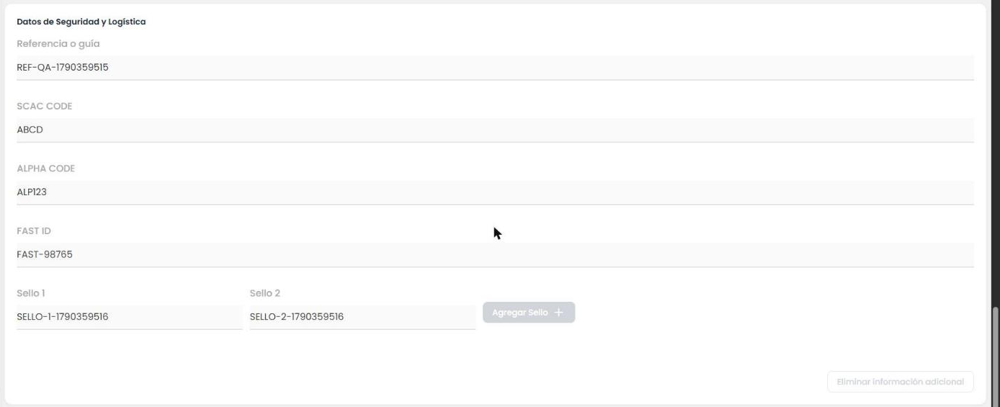 Datos de Seguridad y Logística
Referencia o guía
REF-QA-1790359515
SCAC CODE
ABCD
ALPHA CODE
ALP123
FAST ID
FAST-98765
Sello 1 Sello 2
SELLO-1-1790359516 SELLO-2-1790359516 Agregar Sello +
Eliminar información adicional